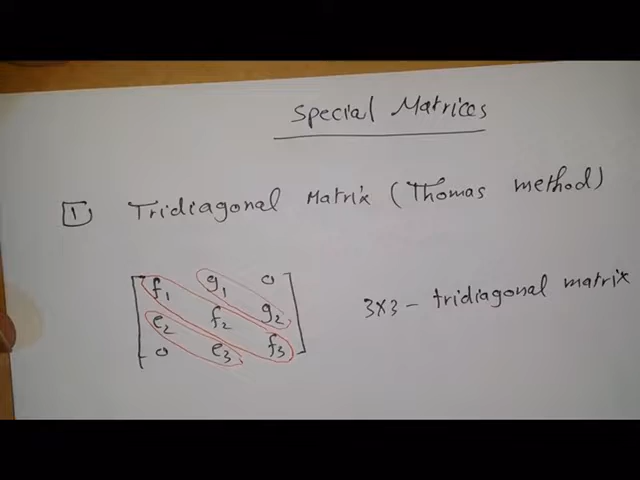 Special Matrices
1 Tridiagonal Matrix (Thomas method)
f₁ g₁ 0
e₂ f₂ g₂
0 e₃ f₃
3x3 - tridiagonal matrix